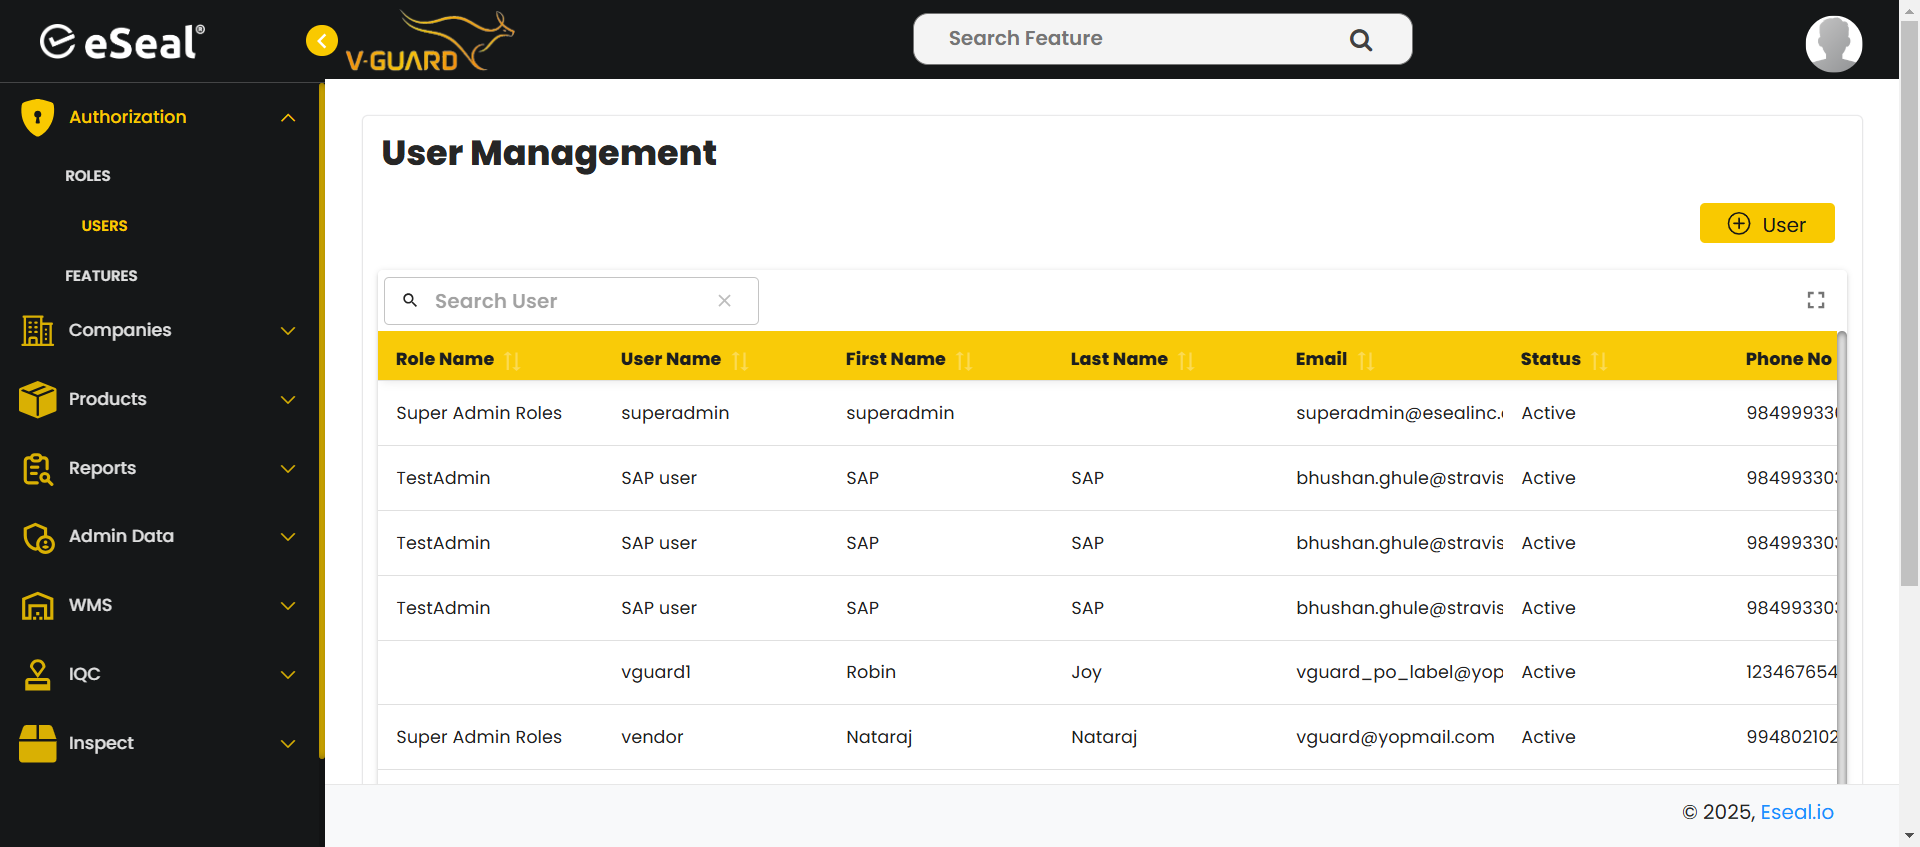 eSeal®
V-GUARD
Search Feature
Authorization
ROLES
USERS
FEATURES
Companies
Products
Reports
Admin Data
WMS
IQC
Inspect
User Management
User
Search User
Role Name User Name First Name Last Name Email Status Phone No
Super Admin Roles superadmin superadmin superadmin@esealinc. Active 98499933
TestAdmin SAP user SAP SAP bhushan.ghule@stravis Active 98499330
TestAdmin SAP user SAP SAP bhushan.ghule@stravis Active 98499330
TestAdmin SAP user SAP SAP bhushan.ghule@stravis Active 98499330
vguard1 Robin Joy vguard_po_label@yop Active 123467654
Super Admin Roles vendor Nataraj Nataraj vguard@yopmail.com Active 994802102
© 2025, Eseal.io